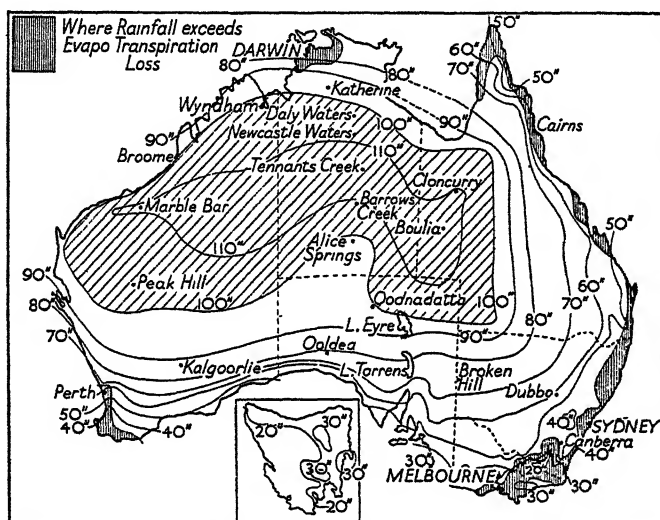 Where Rainfall exceeds
Evapo Transpiration
Loss
50"
DARWIN
60"
80"
80"
70"
50"
Katherine
Wyndham
90"
Daly Waters
100"
Cairns
90"
Newcastle Waters
Broome
110"
Tennants Creek
Cloncurry
Marble Bar
Barrows
Creek
Boulia
50"
110"
Alice
Springs
90"
Peak Hill
60"
80"
100"
Oodnadatta
100"
70"
70"
L. Eyre
90"
80"
Ooldea
Kalgoorlie
L. Torrens
Broken
Hill
Dubbo
Perth
50"
40"
40"
SYDNEY
40"
Canberra
30"
40"
MELBOURNE
20"
30"
30"
30"
20"
30"
30"
20"